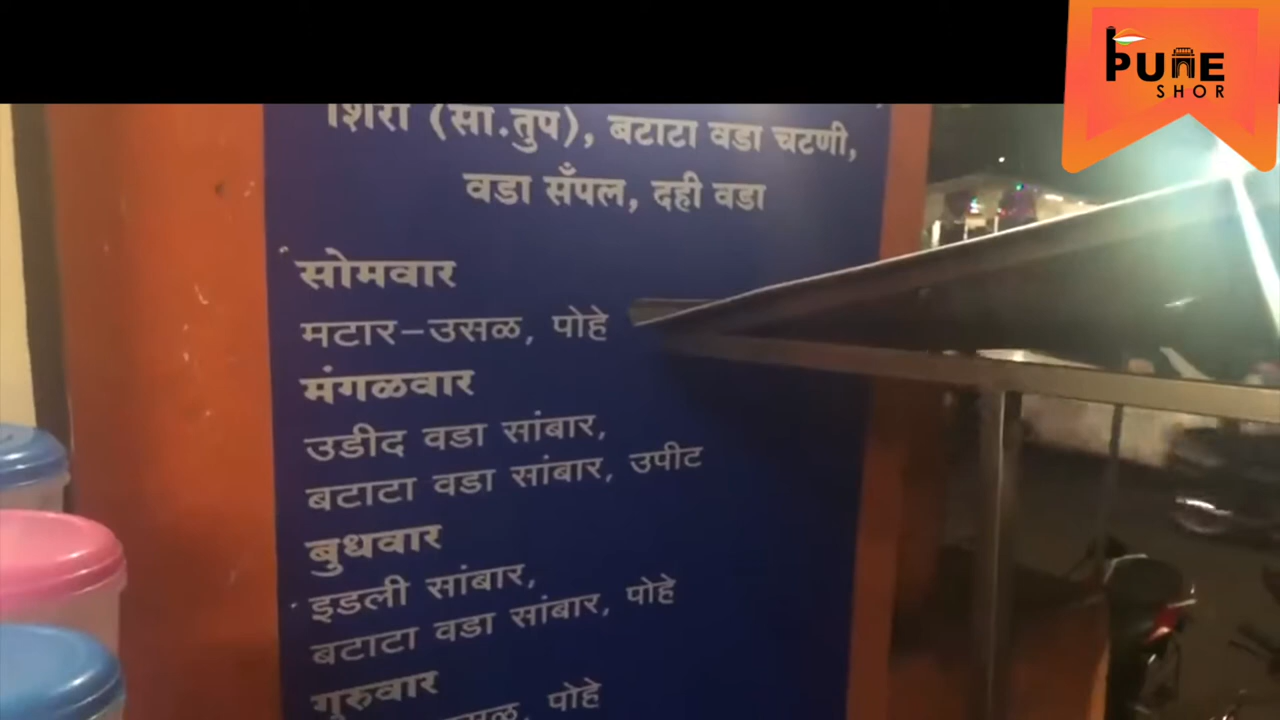 PUNE
SHOR
शिरा (सा.तुप), बटाटा वडा चटणी,
वडा सँपल, दही वडा
सोमवार
मटार-उसळ, पोहे
मंगळवार
उडीद वडा सांबार,
बटाटा वडा सांबार, उपीट
बुधवार
इडली सांबार,
बटाटा वडा सांबार, पोहे
गुरुवार
पोहे